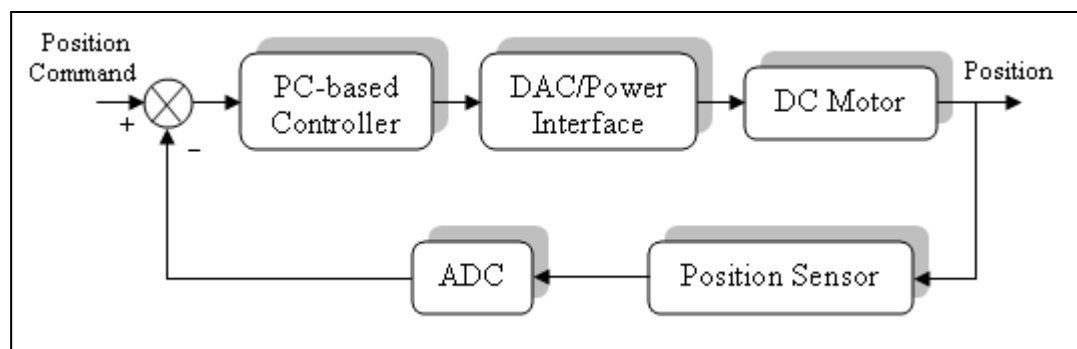 Position
Command
+
−
PC-based
Controller
DAC/Power
Interface
DC Motor
Position
ADC
Position Sensor